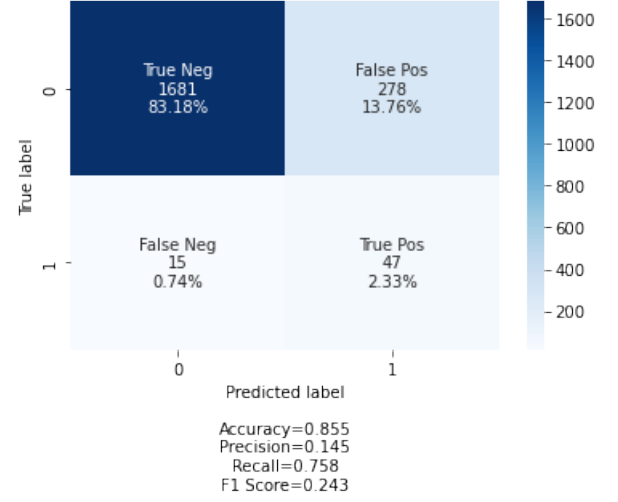 True Neg
1681
83.18%
False Pos
278
13.76%
False Neg
15
0.74%
True Pos
47
2.33%
0
1
True label
0
1
Predicted label
Accuracy=0.855
Precision=0.145
Recall=0.758
F1 Score=0.243
1600
1400
1200
1000
800
600
400
200